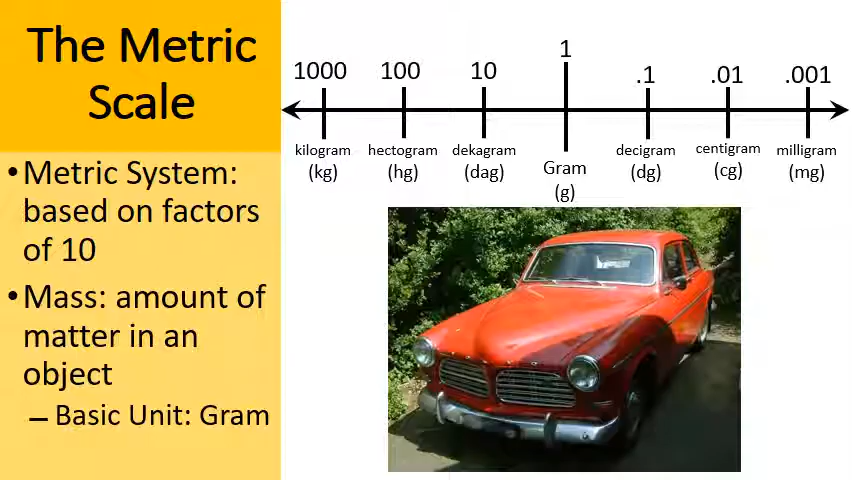 The Metric
Scale
• Metric System:
based on factors
of 10
• Mass: amount of
matter in an
object
– Basic Unit: Gram
1000 100 10 1 .1 .01 .001
kilogram hectogram dekagram Gram decigram centigram milligram
(kg) (hg) (dag) (g) (dg) (cg) (mg)